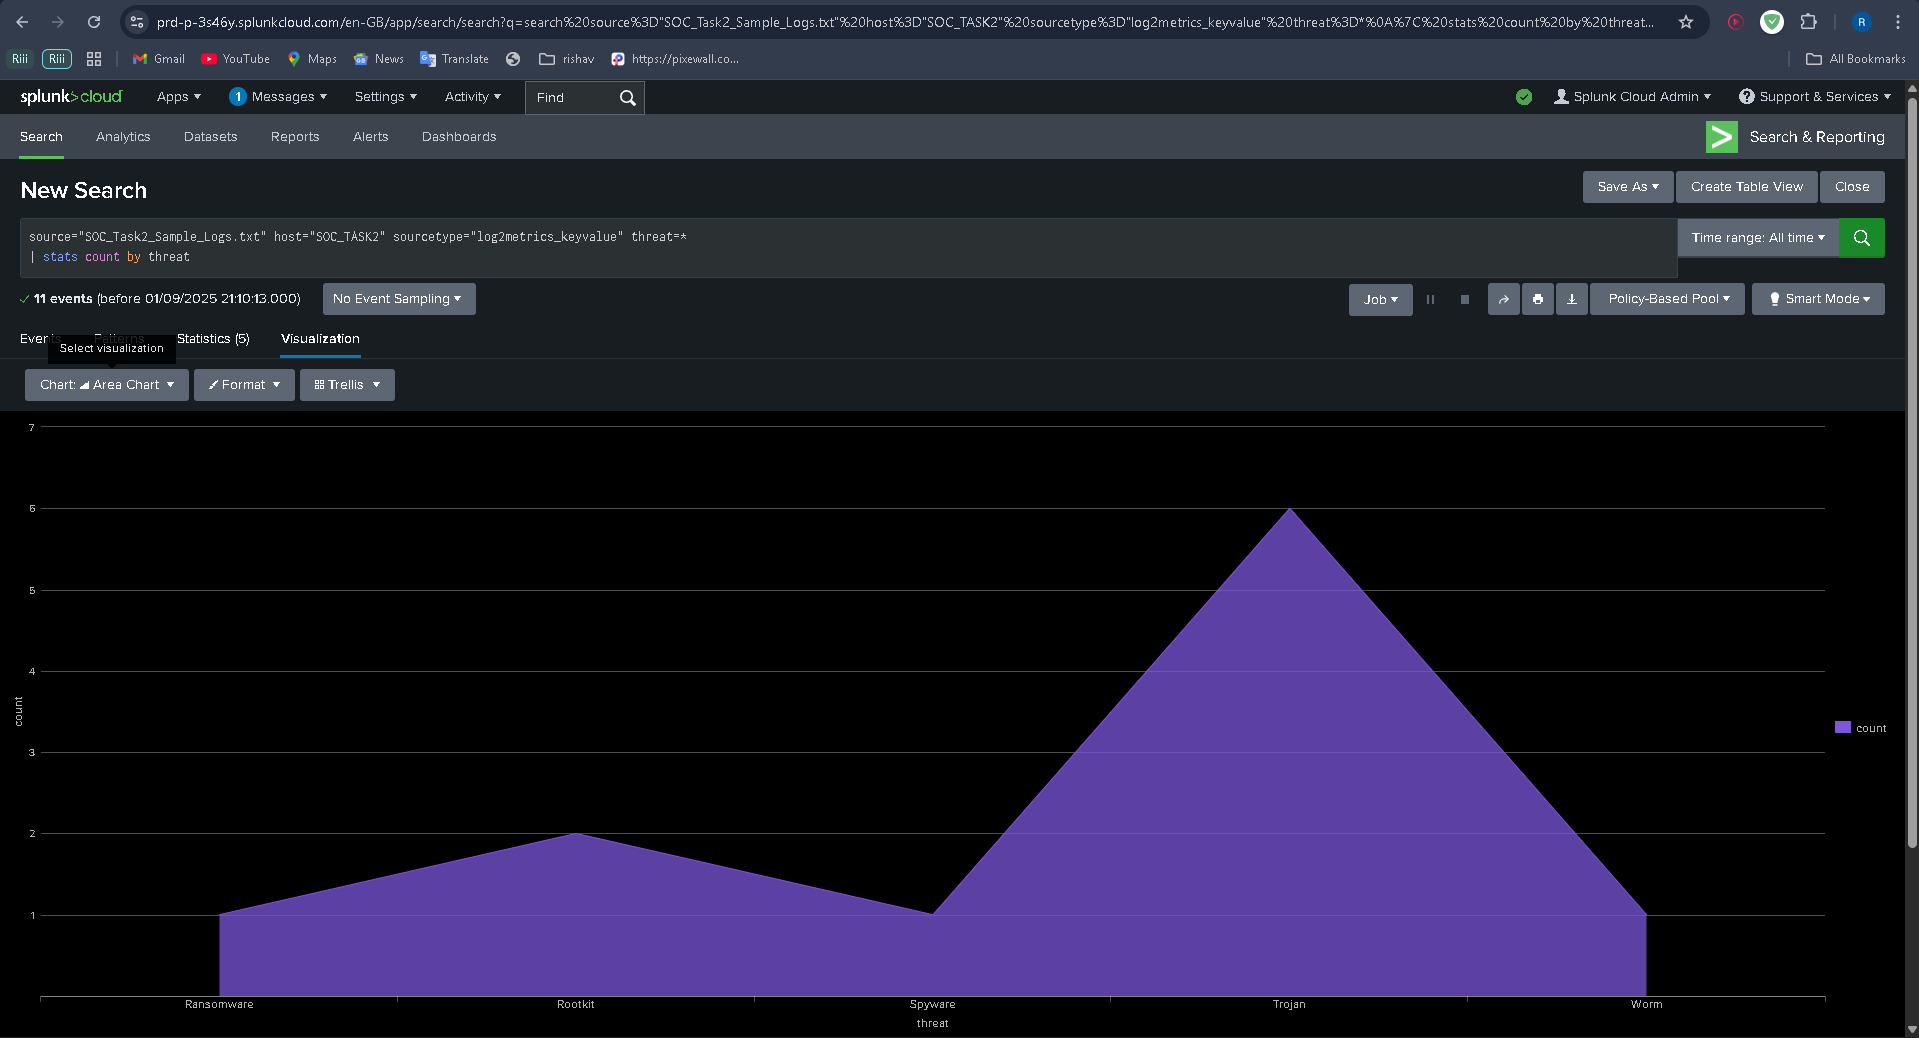 prd-p-3s46y.splunkcloud.com/en-GB/app/search/search?q=search%20source%3D"SOC_Task2_Sample_Logs.txt"%20host%3D"SOC_TASK2"%20sourcetype%3D"log2metrics_keyvalue"%20threat%3D*%0A%7C%20stats%20count%20by%20threat...
R
Riii
Riii
Gmail
YouTube
Maps
News
Translate
rishav
https://pixewall.co...
All Bookmarks
splunk>cloud
Apps
1
Messages
Settings
Activity
Find
Splunk Cloud Admin
Support & Services
Search
Analytics
Datasets
Reports
Alerts
Dashboards
Search & Reporting
New Search
Save As
Create Table View
Close
source="SOC_Task2_Sample_Logs.txt" host="SOC_TASK2" sourcetype="log2metrics_keyvalue" threat=*
| stats count by threat
Time range: All time
11 events (before 01/09/2025 21:10:13.000)
No Event Sampling
Job
Policy-Based Pool
Smart Mode
Events
Patterns
Statistics (5)
Visualization
Select visualization
Chart: Area Chart
Format
Trellis
7
6
5
4
3
2
1
count
count
Ransomware
Rootkit
Spyware
Trojan
Worm
threat